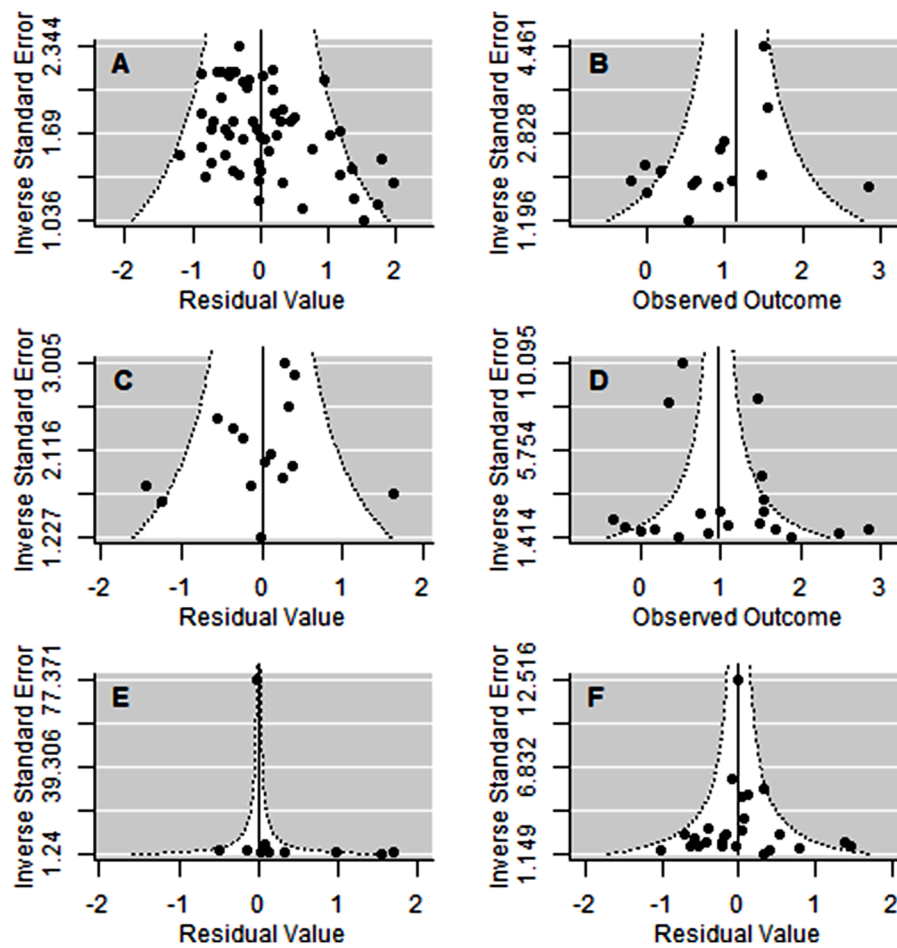 A
Inverse Standard Error
2.344
1.69
1.036
-2 -1 0 1 2
Residual Value
B
Inverse Standard Error
4.461
2.828
1.196
0 1 2 3
Observed Outcome
C
Inverse Standard Error
3.005
2.116
1.227
-2 -1 0 1 2
Residual Value
D
Inverse Standard Error
10.095
5.754
1.414
0 1 2 3
Observed Outcome
E
Inverse Standard Error
77.371
39.306
1.24
-2 -1 0 1 2
Residual Value
F
Inverse Standard Error
12.516
6.832
1.149
-2 -1 0 1 2
Residual Value